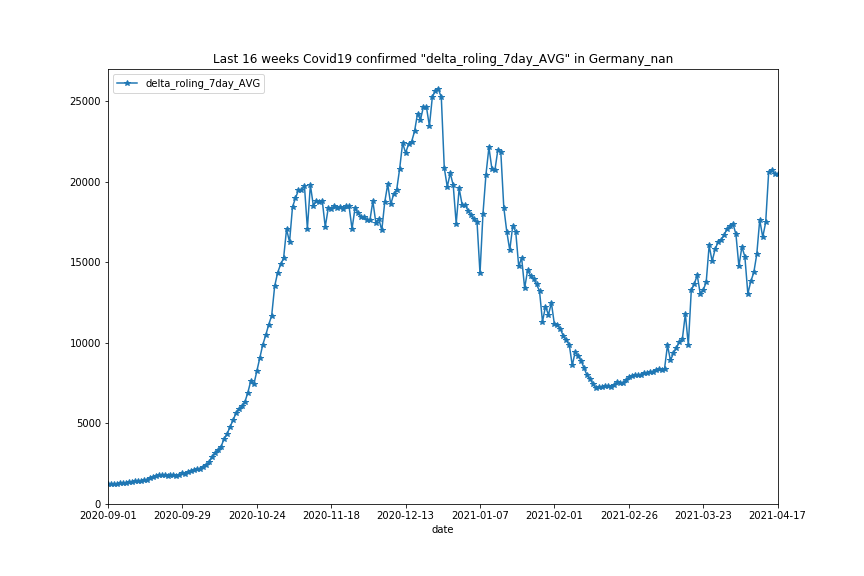 Last 16 weeks Covid19 confirmed "delta_roling_7day_AVG" in Germany_nan
delta_roling_7day_AVG
25000
20000
15000
10000
5000
0
2020-09-01 2020-09-29 2020-10-24 2020-11-18 2020-12-13 2021-01-07 2021-02-01 2021-02-26 2021-03-23 2021-04-17
date